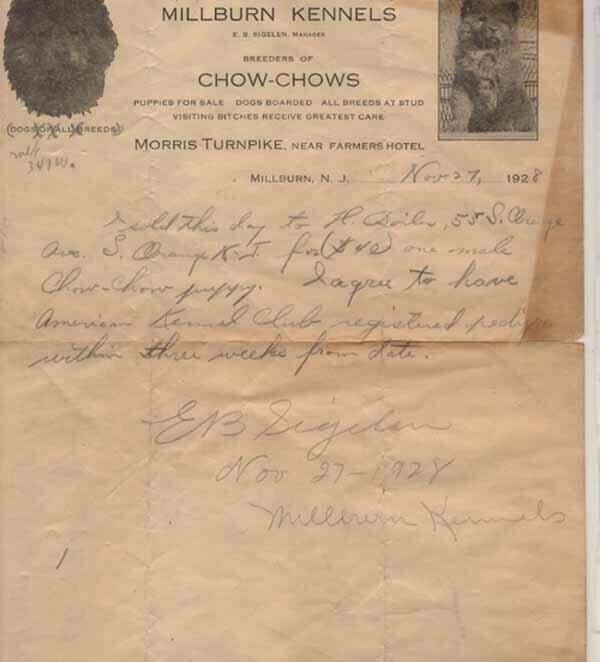 MILLBURN KENNELS
E. B. SIGELEN, MANAGER
BREEDERS OF
CHOW-CHOWS
PUPPIES FOR SALE DOGS BOARDED ALL BREEDS AT STUD
VISITING BITCHES RECEIVE GREATEST CARE
(DOGS OF ALL BREEDS)
MORRIS TURNPIKE, NEAR FARMERS HOTEL
347 W.
MILLBURN, N. J. Nov 27, 1928
I sold this day to H. , 55 S. Orange
Ave. S. Orange N.J. for ($40) one male
Chow-Chow puppy. I agree to have
American Kennel Club registered
within three weeks from date.
EB Sigelen
Nov 27-1928
Millburn Kennels